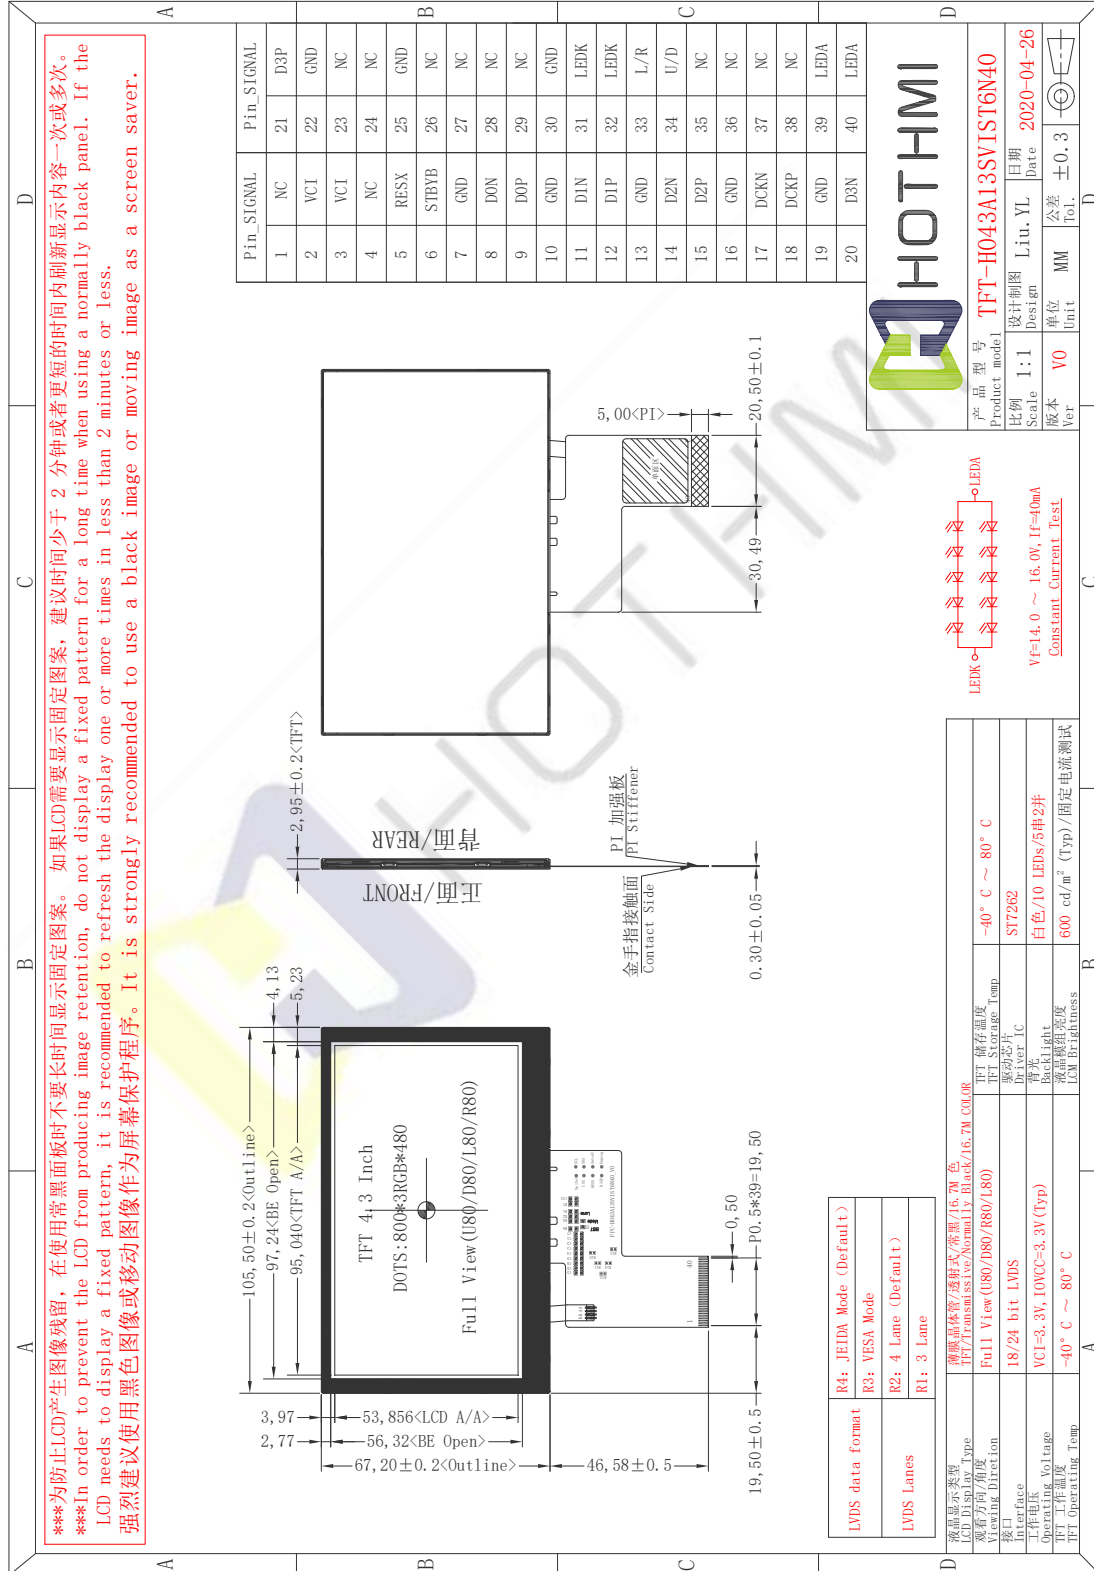 ***为防止LCD产生图像残留，在使用常黑面板时不要长时间显示固定图案。 如果LCD需要显示固定图案，建议时间少于 2 分钟或者更短的时间内刷新显示内容一次或多次。
***In order to prevent the LCD from producing image retention, do not display a fixed pattern for a long time when using a normally black panel. If the
LCD needs to display a fixed pattern, it is recommended to refresh the display one or more times in less than 2 minutes or less.
强烈建议使用黑色图像或移动图像作为屏幕保护程序。It is strongly recommended to use a black image or moving image as a screen saver.
A
B
C
D
A
B
C
D
A
B
C
D
A
B
C
D
105,50±0.2<Outline>
97,24<BE Open>
4,13
95,040<TFT A/A>
5,23
3,97
53,856<LCD A/A>
2,77
56,32<BE Open>
67,20±0.2<Outline>
46,58±0.5
TFT 4,3 Inch
DOTS:800*3RGB*480
Full View(U80/D80/L80/R80)
1
40
19,50±0.5
P0.5*39=19,50
0,50
2,95±0.2<TFT>
背面/REAR
正面/FRONT
PI 加强板
PI Stiffener
金手指接触面
Contact Side
0.30±0.05
5,00<PI>
30,49
20,50±0.1
Pin_SIGNAL Pin_SIGNAL
1 NC 21 D3P
2 VCI 22 GND
3 VCI 23 NC
4 NC 24 NC
5 RESX 25 GND
6 STBYB 26 NC
7 GND 27 NC
8 D0N 28 NC
9 D0P 29 NC
10 GND 30 GND
11 D1N 31 LEDK
12 D1P 32 LEDK
13 GND 33 L/R
14 D2N 34 U/D
15 D2P 35 NC
16 GND 36 NC
17 DCKN 37 NC
18 DCKP 38 NC
19 GND 39 LEDA
20 D3N 40 LEDA
LVDS data format
R4: JEIDA Mode (Default)
R3: VESA Mode
LVDS Lanes
R2: 4 Lane (Default)
R1: 3 Lane
液晶显示类型
LCD Display Type
薄膜晶体管/透射式/常黑/16.7M 色
TFT/Transmissive/Normally Black/16.7M COLOR
观看方向/角度
Viewing Diretion
Full View(U80/D80/R80/L80)
TFT 储存温度
TFT Storage Temp
-40° C ~ 80° C
接口
Interface
18/24 bit LVDS
驱动芯片
Driver IC
ST7262
工作电压
Operating Voltage
VCI=3.3V, IOVCC=3.3V(Typ)
背光
Backlight
白色/10 LEDs/5串2并
TFT 工作温度
TFT Operating Temp
-40° C ~ 80° C
液晶模组亮度
LCM Brightness
600 cd/m² (Typ)/固定电流测试
LEDK
LEDA
Vf=14.0 ~ 16.0V, If=40mA
Constant Current Test
HOTHMI
产 品 型 号
Product model
TFT-H043A13SVIST6N40
比例
Scale
1:1
设计制图
Design
Liu.YL
日期
Date
2020-04-26
版本
Ver
V0
单位
Unit
MM
公差
Tol.
±0.3
HOTHMI